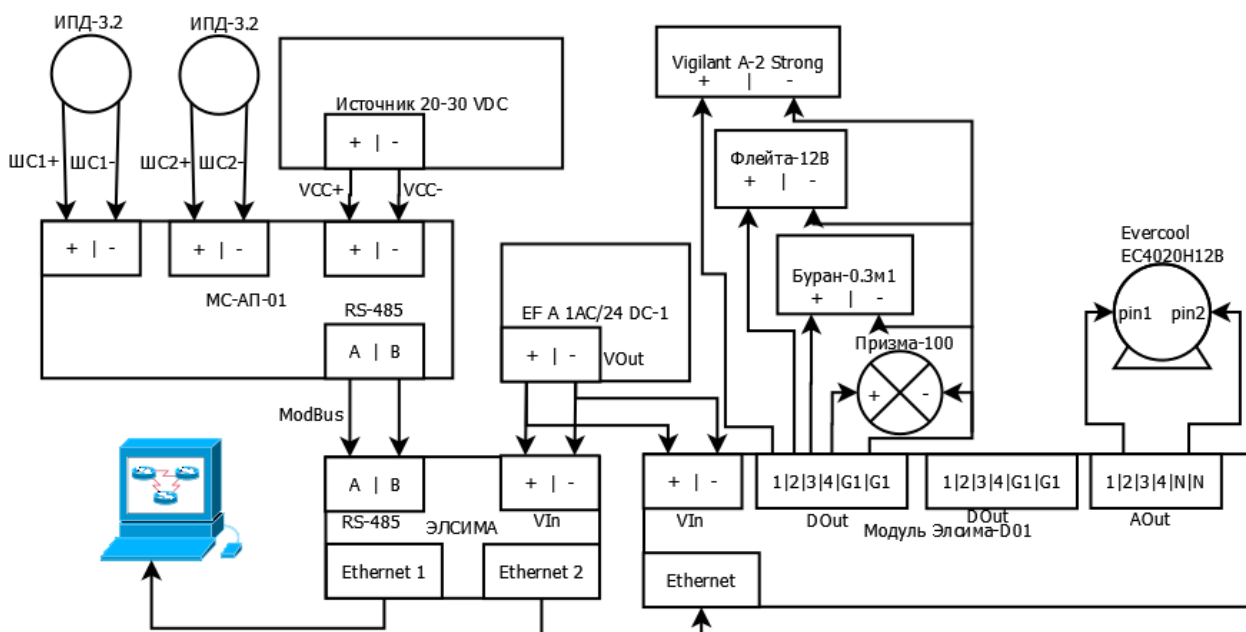 ИПД-3.2
ИПД-3.2
Источник 20-30 VDC
+ | -
ШС1+
ШС1-
ШС2+
ШС2-
VCC+
VCC-
+ | -
+ | -
+ | -
МС-АП-01
RS-485
A | B
ModBus
EF A 1AC/24 DC-1
+ | -
VOut
Vigilant A-2 Strong
+ | -
Флейта-12В
+ | -
Буран-0.3м1
+ | -
Призма-100
+ -
Evercool
EC4020H12B
pin1 pin2
A | B
RS-485
ЭЛСИМА
+ | -
VIn
Ethernet 1
Ethernet 2
+ | -
VIn
1|2|3|4|G1|G1
DOut
1|2|3|4|G1|G1
DOut
1|2|3|4|N|N
AOut
Модуль Элсима-D01
Ethernet